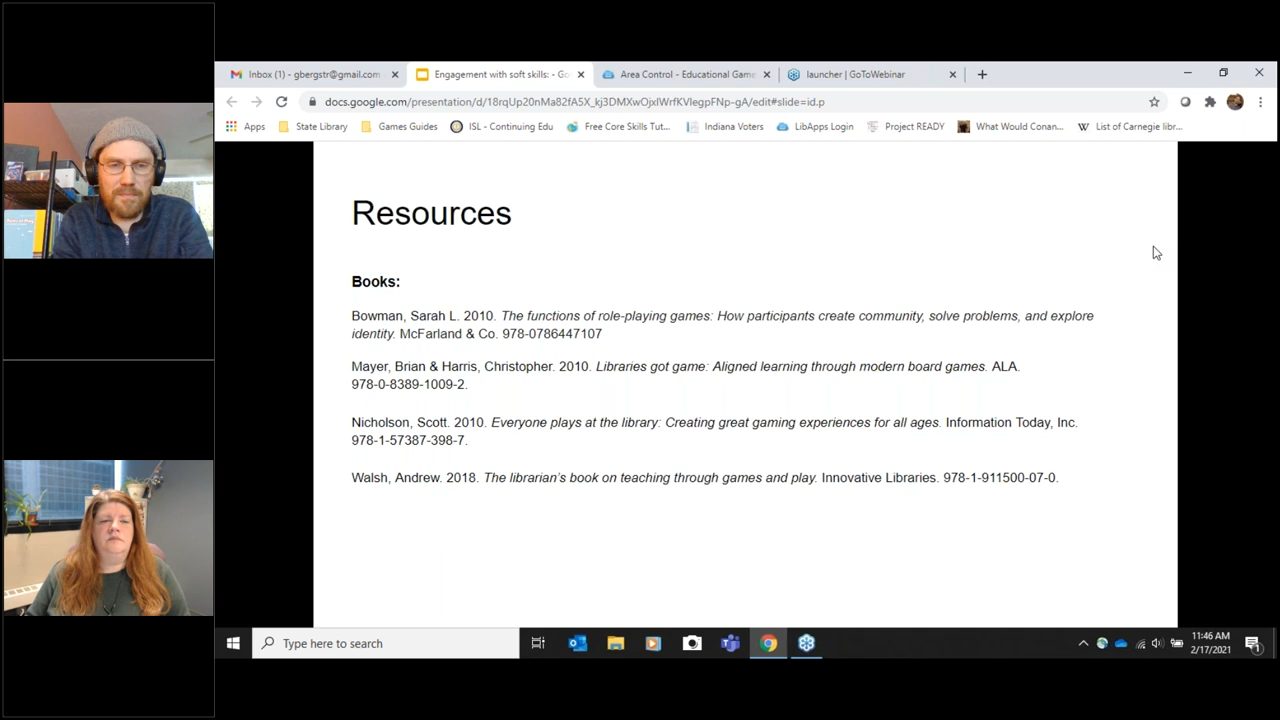 Inbox (1) - gbergstr@gmail.com
Engagement with soft skills: - Go
Area Control - Educational Game
launcher | GoToWebinar
docs.google.com/presentation/d/18rqUp20nMa82fA5X_kj3DMXwOjxIWrfKVlegpFNp-gA/edit#slide=id.p
Apps State Library Games Guides ISL - Continuing Edu Free Core Skills Tut... Indiana Voters LibApps Login Project READY What Would Conan... W List of Carnegie libr...
Resources
Books:
Bowman, Sarah L. 2010. The functions of role-playing games: How participants create community, solve problems, and explore
identity. McFarland & Co. 978-0786447107
Mayer, Brian & Harris, Christopher. 2010. Libraries got game: Aligned learning through modern board games. ALA.
978-0-8389-1009-2.
Nicholson, Scott. 2010. Everyone plays at the library: Creating great gaming experiences for all ages. Information Today, Inc.
978-1-57387-398-7.
Walsh, Andrew. 2018. The librarian's book on teaching through games and play. Innovative Libraries. 978-1-911500-07-0.
Type here to search
11:46 AM
2/17/2021
1